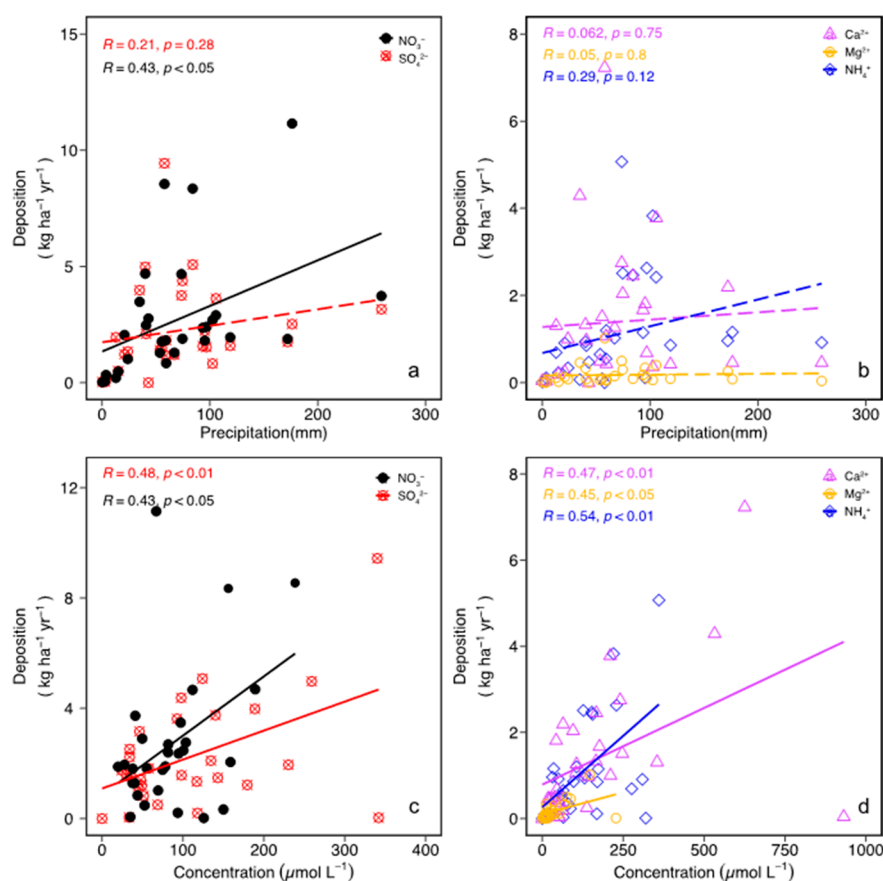 R = 0.21, p = 0.28
R = 0.43, p < 0.05
NO₃⁻
SO₄²⁻
15
10
5
0
Deposition
( kg ha⁻¹ yr⁻¹ )
a
0
100
200
300
Precipitation(mm)
R = 0.062, p = 0.75
R = 0.05, p = 0.8
R = 0.29, p = 0.12
Ca²⁺
Mg²⁺
NH₄⁺
8
6
4
2
0
Deposition
( kg ha⁻¹ yr⁻¹ )
b
0
100
200
300
Precipitation(mm)
R = 0.48, p < 0.01
R = 0.43, p < 0.05
NO₃⁻
SO₄²⁻
12
8
4
0
Deposition
( kg ha⁻¹ yr⁻¹ )
c
0
100
200
300
400
Concentration (μmol L⁻¹)
R = 0.47, p < 0.01
R = 0.45, p < 0.05
R = 0.54, p < 0.01
Ca²⁺
Mg²⁺
NH₄⁺
8
6
4
2
0
Deposition
( kg ha⁻¹ yr⁻¹ )
d
0
250
500
750
1000
Concentration (μmol L⁻¹)